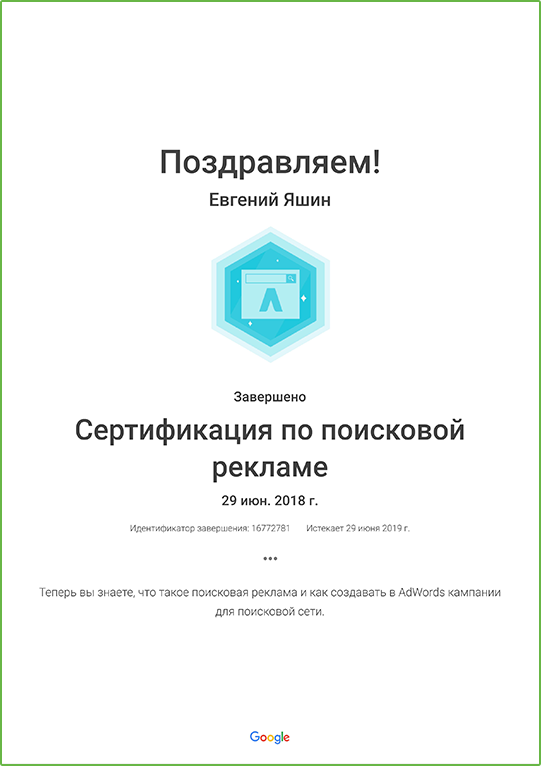 Поздравляем!
Евгений Яшин
Завершено
Сертификация по поисковой
рекламе
29 июн. 2018 г.
Идентификатор завершения: 16772781 Истекает 29 июня 2019 г.
•••
Теперь вы знаете, что такое поисковая реклама и как создавать в AdWords кампании
для поисковой сети.
Google